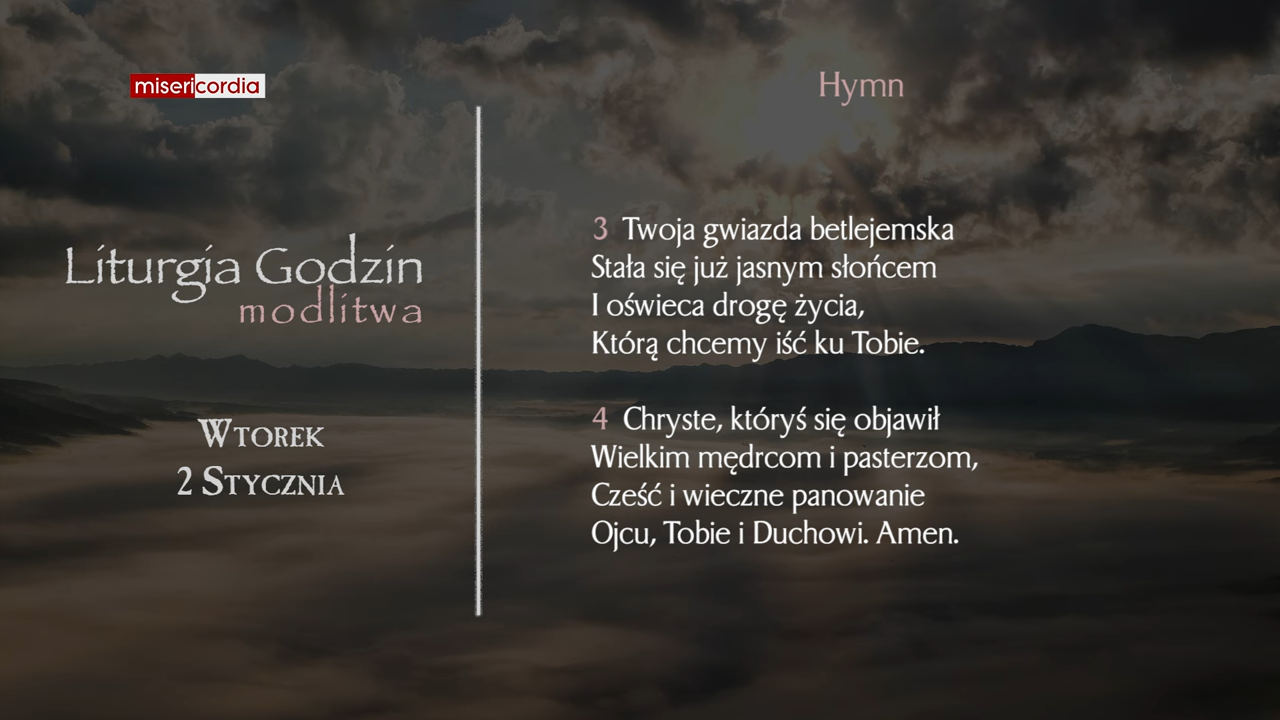 misericordia
Liturgia Godzin
modlitwa
Wtorek
2 Stycznia
Hymn
3 Twoja gwiazda betlejemska
Stała się już jasnym słońcem
I oświeca drogę życia,
Którą chcemy iść ku Tobie.
4 Chryste, któryś się objawił
Wielkim mędrcom i pasterzom,
Cześć i wieczne panowanie
Ojcu, Tobie i Duchowi. Amen.